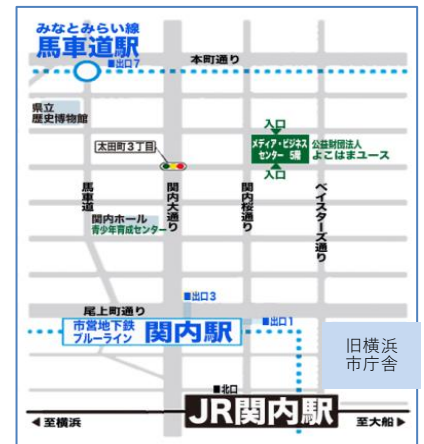 みなとみらい線
馬車道駅
■出口7
本町通り
県立
歴史博物館
入口
太田町3丁目
メディア・ビジネス
センター 5階
公益財団法人
よこはまユース
入口
馬車道
関内大通り
関内桜通り
ベイスターズ通り
関内ホール
青少年育成センター
■出口3
尾上町通り
市営地下鉄
ブルーライン
関内駅
■出口1
旧横浜
市庁舎
■北口
JR関内駅
◀至横浜
至大船▶